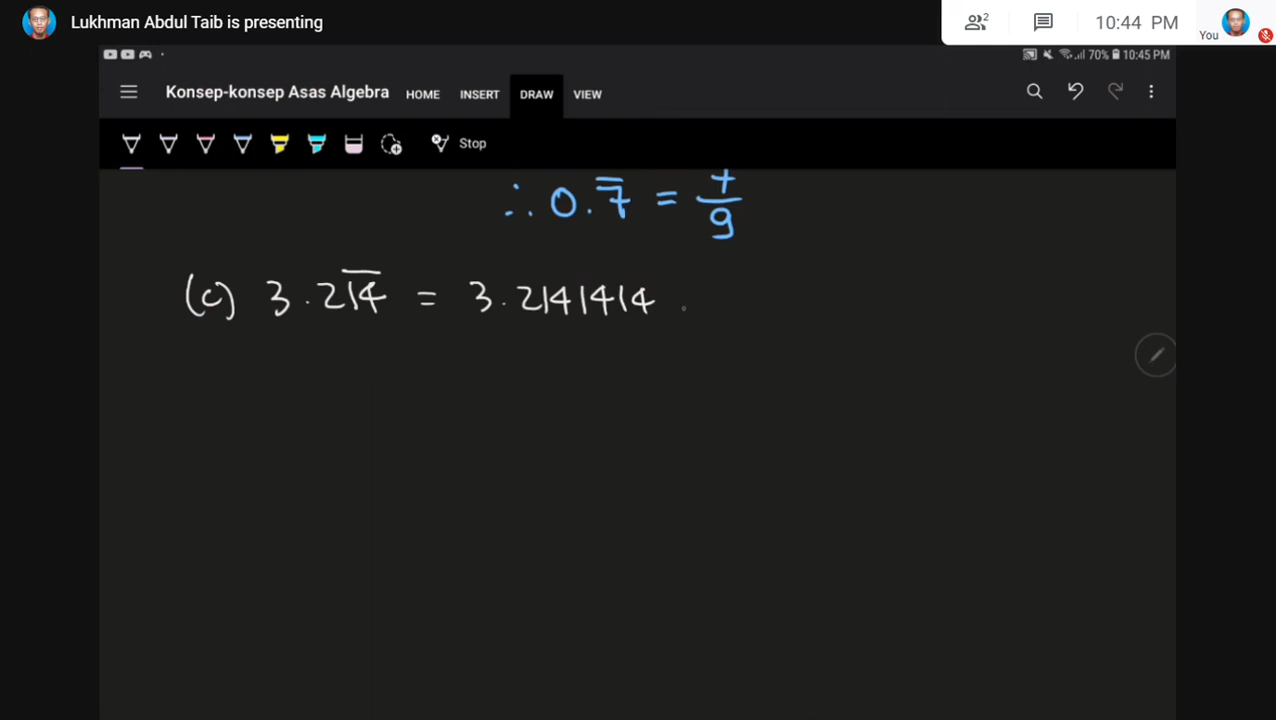 Lukhman Abdul Taib is presenting
2
10:44 PM
You
70% 10:45 PM
Konsep-konsep Asas Algebra HOME INSERT DRAW VIEW
Stop
∴ 0.7̅ = 7/9
(c) 3.21̅4̅ = 3.2141414 .